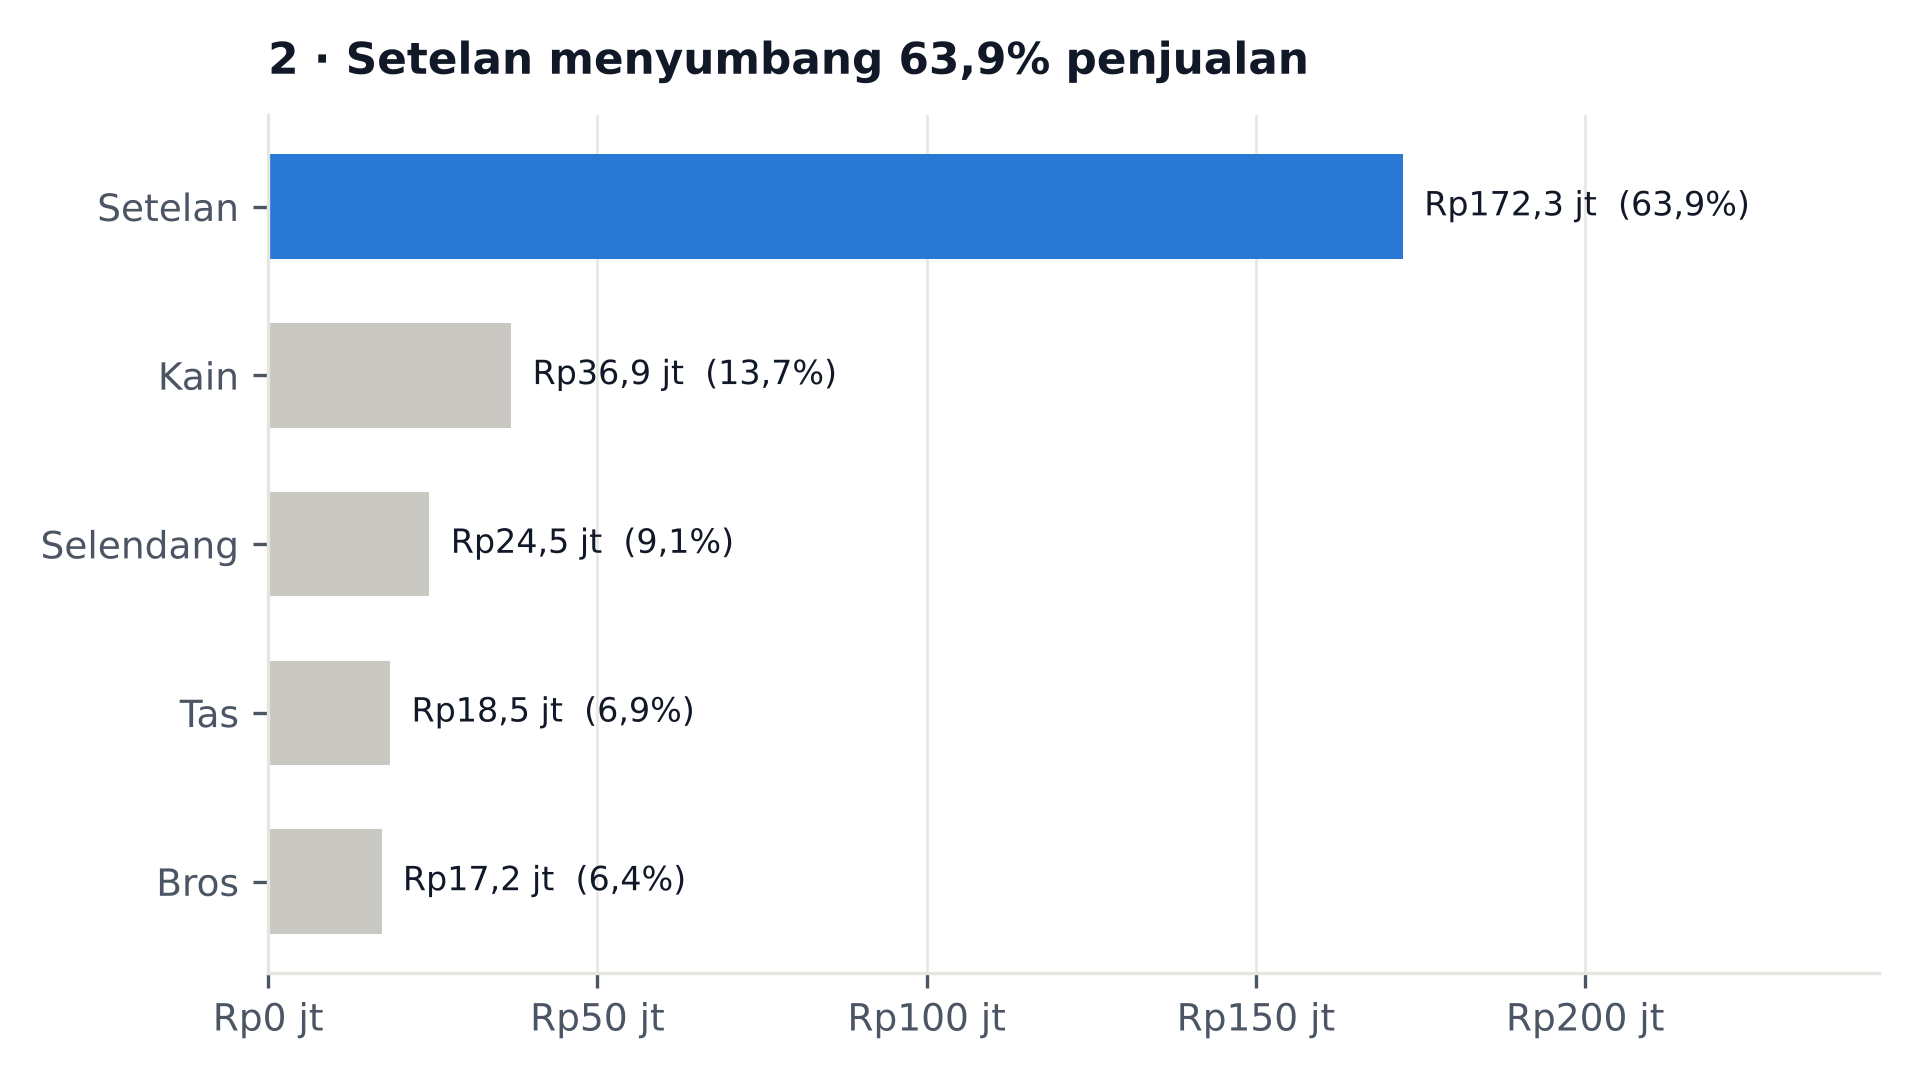 2 · Setelan menyumbang 63,9% penjualan
Setelan
Rp172,3 jt (63,9%)
Kain
Rp36,9 jt (13,7%)
Selendang
Rp24,5 jt (9,1%)
Tas
Rp18,5 jt (6,9%)
Bros
Rp17,2 jt (6,4%)
Rp0 jt
Rp50 jt
Rp100 jt
Rp150 jt
Rp200 jt